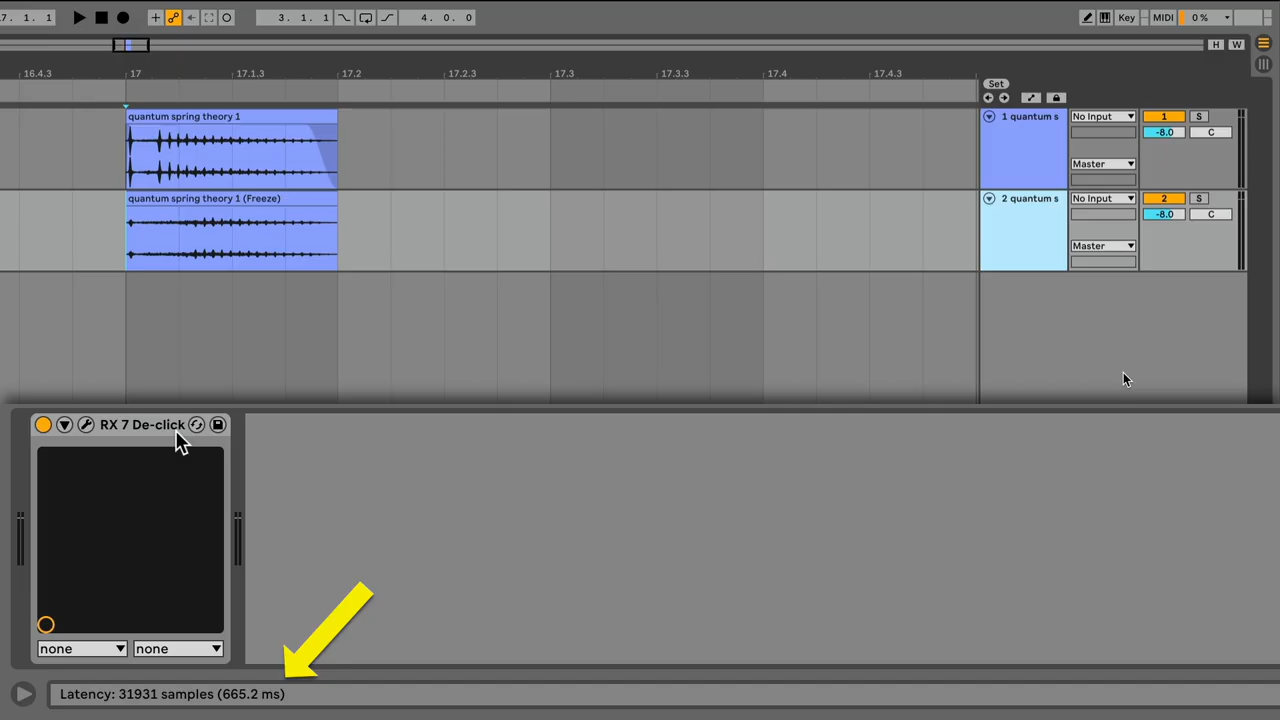 7. 1. 1
3. 1. 1
4. 0. 0
Key
MIDI
0 %
H
W
16.4.3
17
17.1.3
17.2
17.2.3
17.3
17.3.3
17.4
17.4.3
Set
quantum spring theory 1
1 quantum s
No Input
1
S
-8.0
C
Master
quantum spring theory 1 (Freeze)
2 quantum s
No Input
2
S
-8.0
C
Master
RX 7 De-click
none
none
Latency: 31931 samples (665.2 ms)